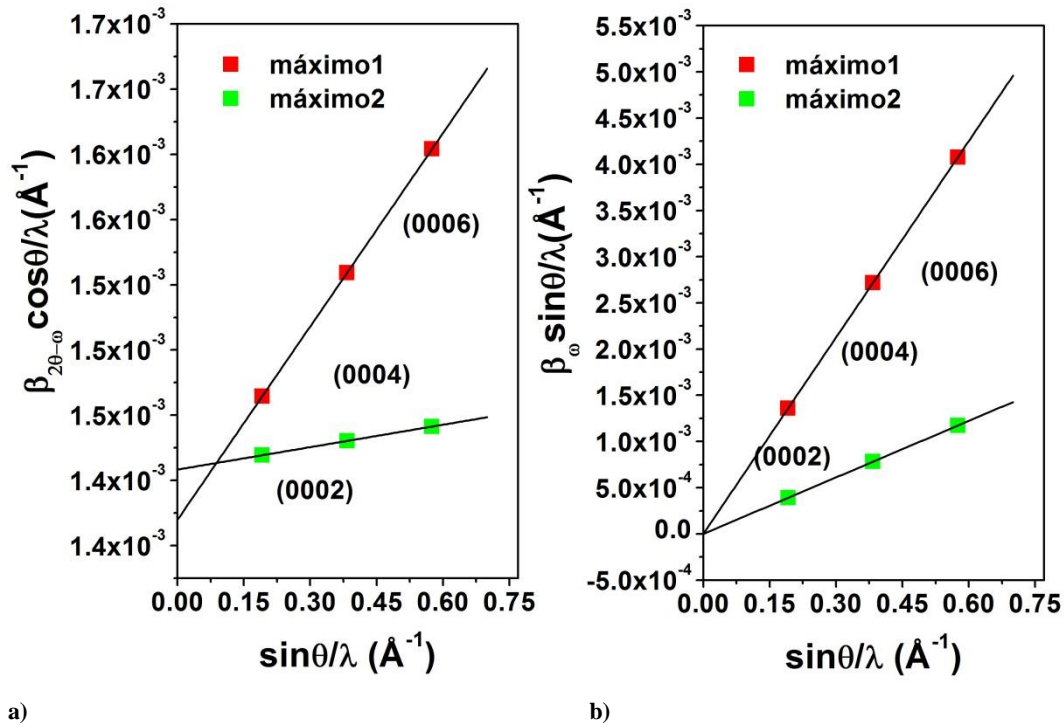 1.7x10⁻³
1.7x10⁻³
1.6x10⁻³
1.6x10⁻³
1.5x10⁻³
1.5x10⁻³
1.5x10⁻³
1.4x10⁻³
1.4x10⁻³
β2θ−ω cosθ/λ(Å⁻¹)
máximo1
máximo2
(0006)
(0004)
(0002)
0.00 0.15 0.30 0.45 0.60 0.75
sinθ/λ (Å⁻¹)
a)
5.5x10⁻³
5.0x10⁻³
4.5x10⁻³
4.0x10⁻³
3.5x10⁻³
3.0x10⁻³
2.5x10⁻³
2.0x10⁻³
1.5x10⁻³
1.0x10⁻³
5.0x10⁻⁴
0.0
-5.0x10⁻⁴
βω sinθ/λ(Å⁻¹)
máximo1
máximo2
(0006)
(0004)
(0002)
0.00 0.15 0.30 0.45 0.60 0.75
sinθ/λ (Å⁻¹)
b)